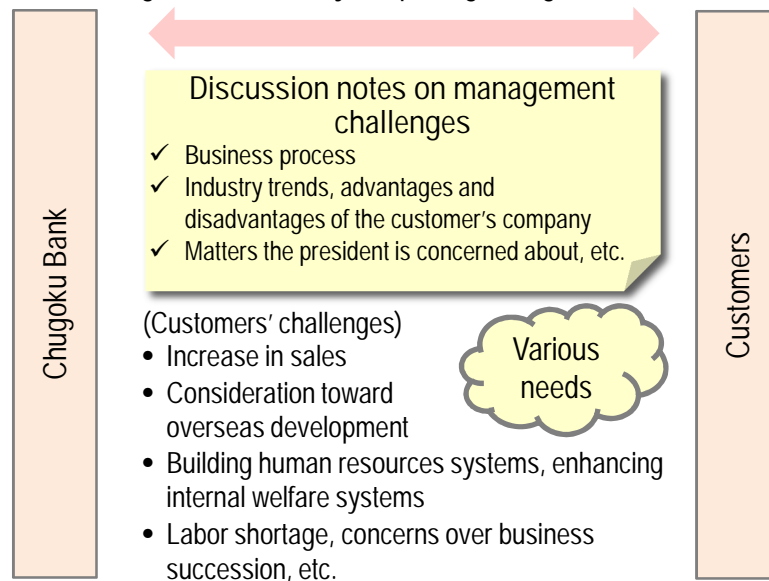 Discussion notes on management
challenges
✓ Business process
✓ Industry trends, advantages and
disadvantages of the customer's company
✓ Matters the president is concerned about, etc.
Chugoku Bank
Customers
(Customers' challenges)
• Increase in sales
• Consideration toward
overseas development
• Building human resources systems, enhancing
internal welfare systems
• Labor shortage, concerns over business
succession, etc.
Various
needs